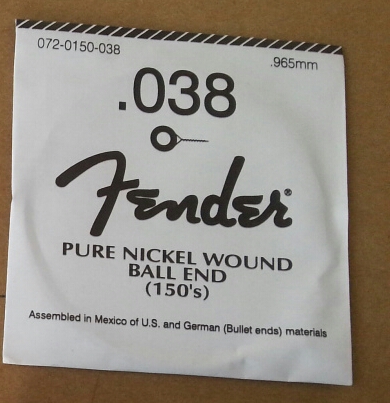 072-0150-038
.965mm
.038
Fender®
PURE NICKEL WOUND
BALL END
(150's)
Assembled in Mexico of U.S. and German (Bullet ends) materials